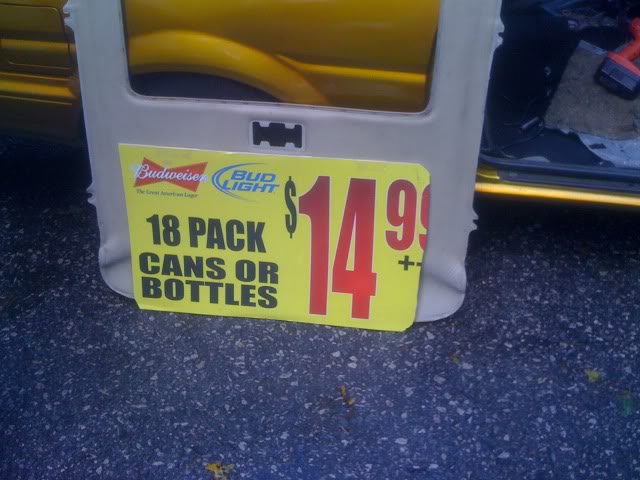 Budweiser
The Great American Lager
BUD
LIGHT
18 PACK
CANS OR
BOTTLES
$14 99
+